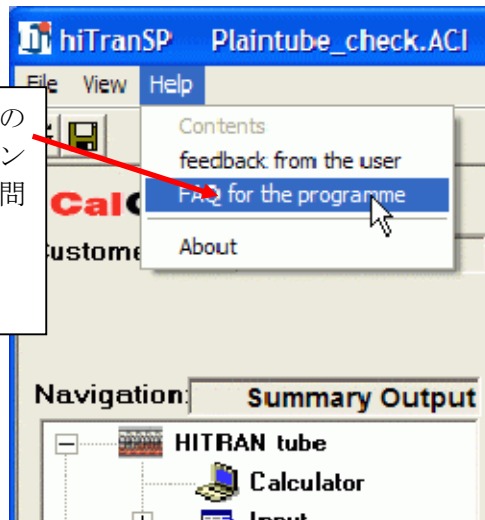 hiTranSP Plaintube_check.ACI
File View Help
Contents
feedback from the user
FAQ for the programme
About
の
ン
問
Cal
ustome
Navigation: Summary Output
HITRAN tube
Calculator
Input